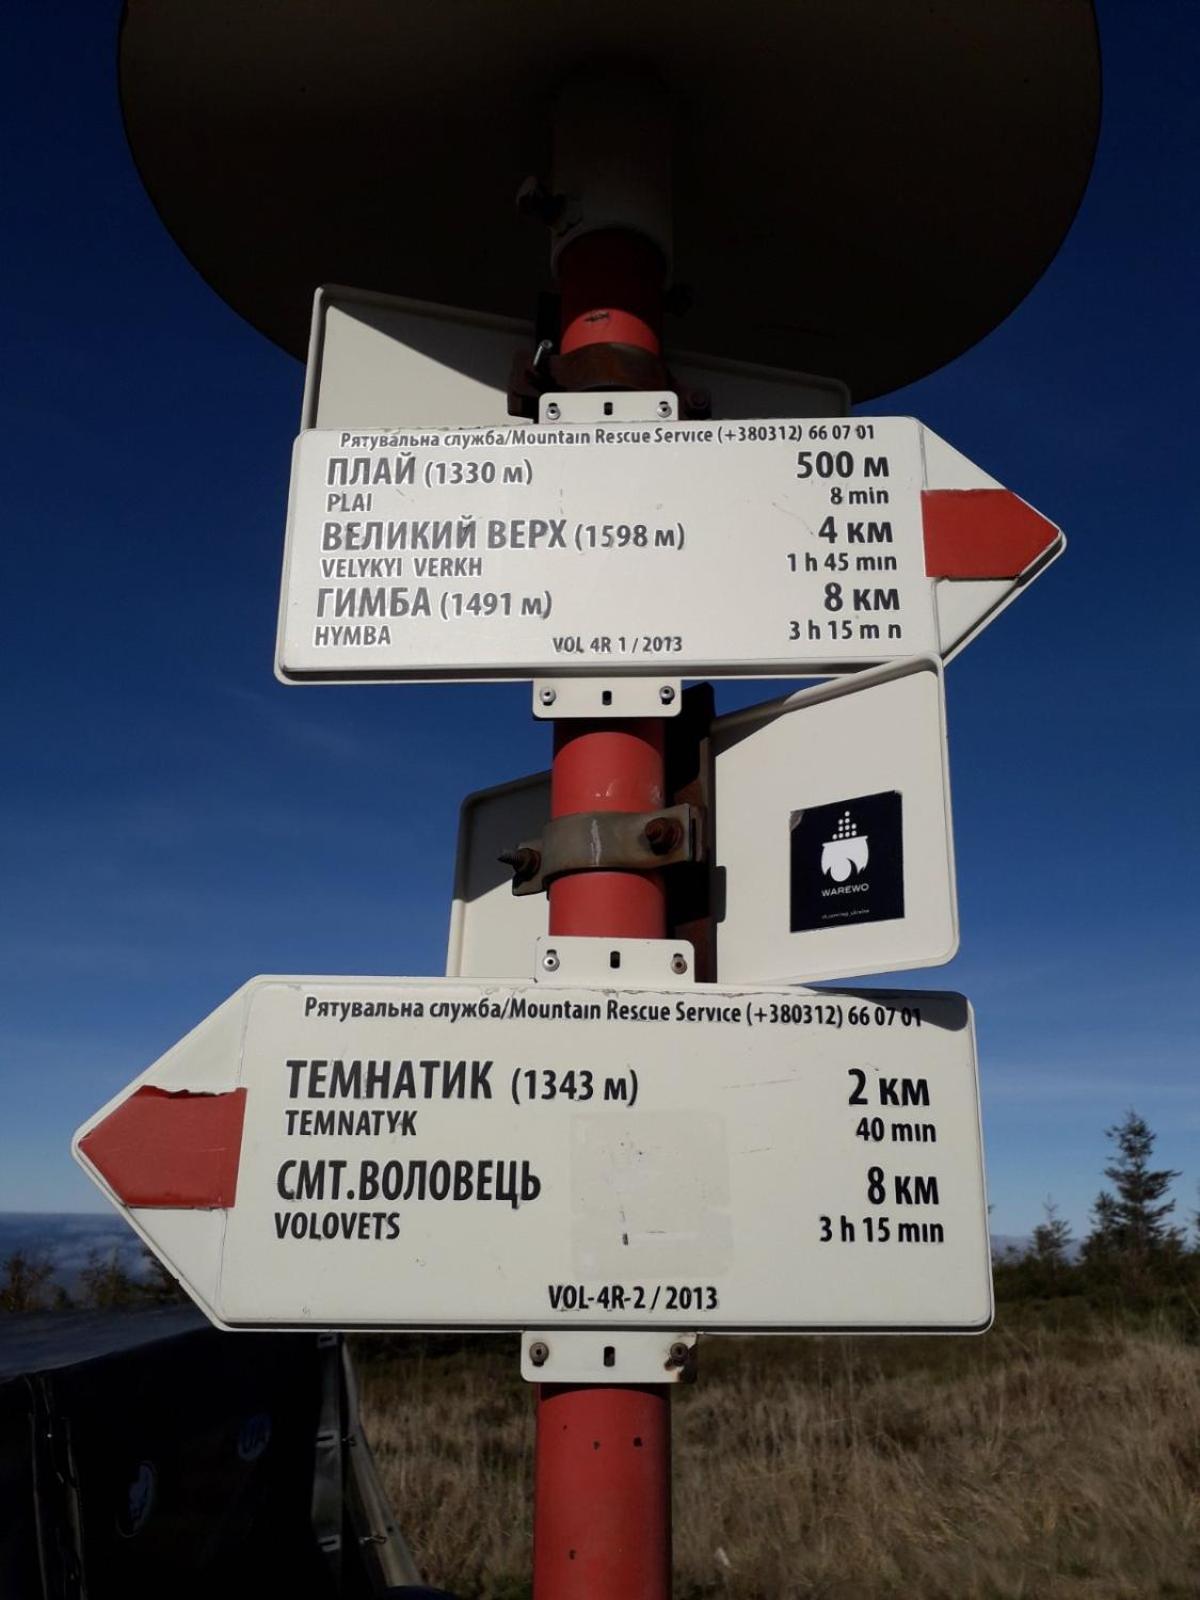 Рятувальна служба/Mountain Rescue Service (+380312) 66 07 01
ПЛАЙ (1330 м) 500 м
PLAI 8 min
ВЕЛИКИЙ ВЕРХ (1598 м) 4 км
VELYKYI VERKH 1 h 45 min
ГИМБА (1491 м) 8 км
HYMBA 3 h 15 m n
VOL 4R 1 / 2013
WAREWO
Рятувальна служба/Mountain Rescue Service (+380312) 66 07 01
ТЕМНАТИК (1343 м) 2 км
TEMNATYK 40 min
СМТ.ВОЛОВЕЦЬ 8 км
VOLOVETS 3 h 15 min
VOL-4R-2 / 2013